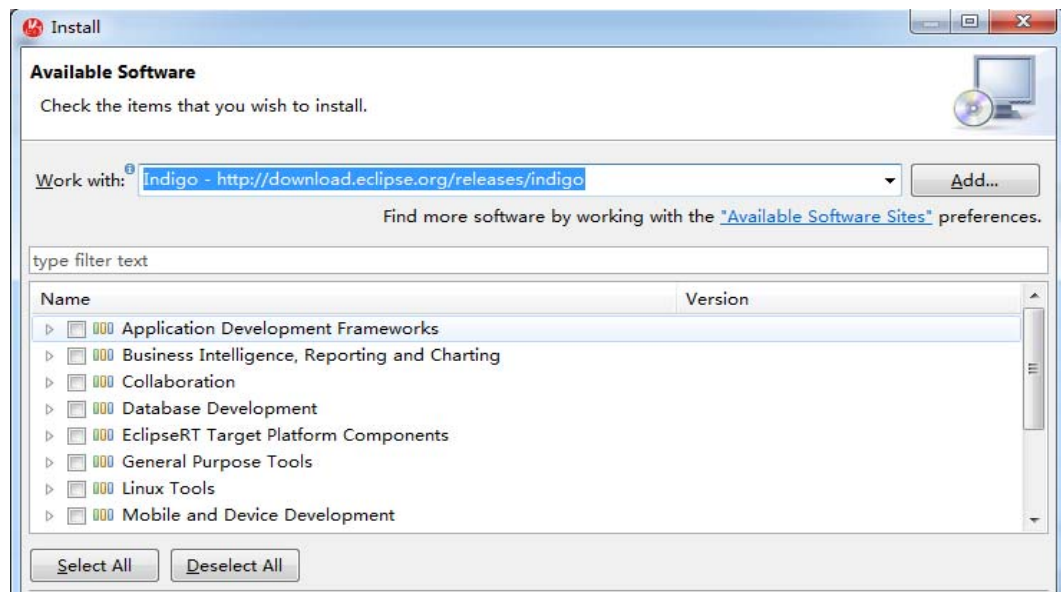 Install
Available Software
Check the items that you wish to install.
Work with: Indigo - http://download.eclipse.org/releases/indigo Add...
Find more software by working with the "Available Software Sites" preferences.
type filter text
Name Version
Application Development Frameworks
Business Intelligence, Reporting and Charting
Collaboration
Database Development
EclipseRT Target Platform Components
General Purpose Tools
Linux Tools
Mobile and Device Development
Select All Deselect All